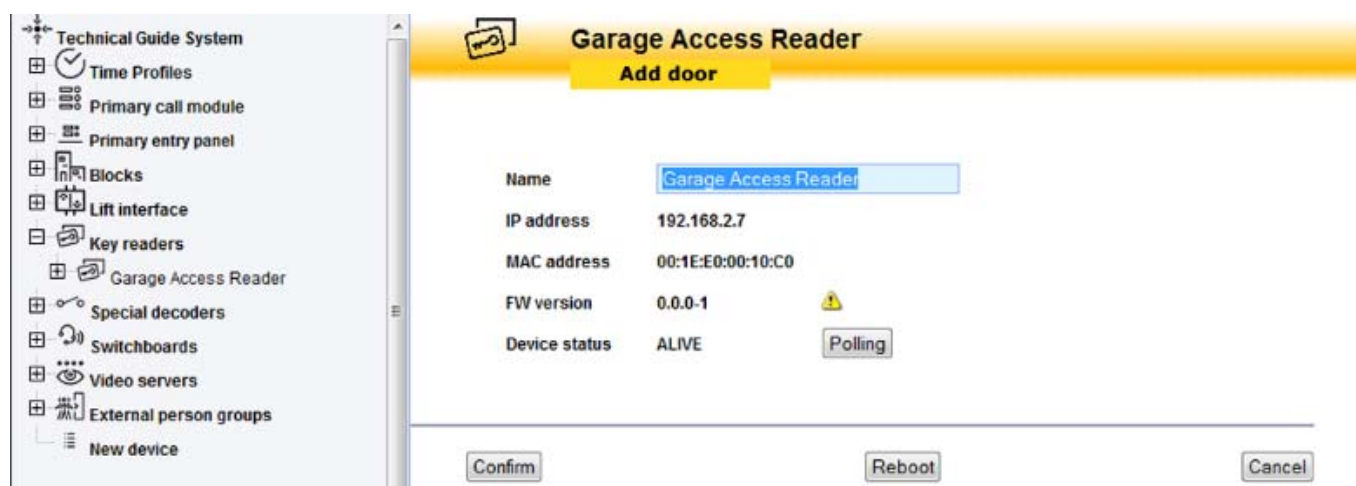 Technical Guide System
Time Profiles
Primary call module
Primary entry panel
Blocks
Lift interface
Key readers
Garage Access Reader
Special decoders
Switchboards
Video servers
External person groups
New device
Garage Access Reader
Add door
Name Garage Access Reader
IP address 192.168.2.7
MAC address 00:1E:E0:00:10:C0
FW version 0.0.0-1
Device status ALIVE Polling
Confirm Reboot Cancel